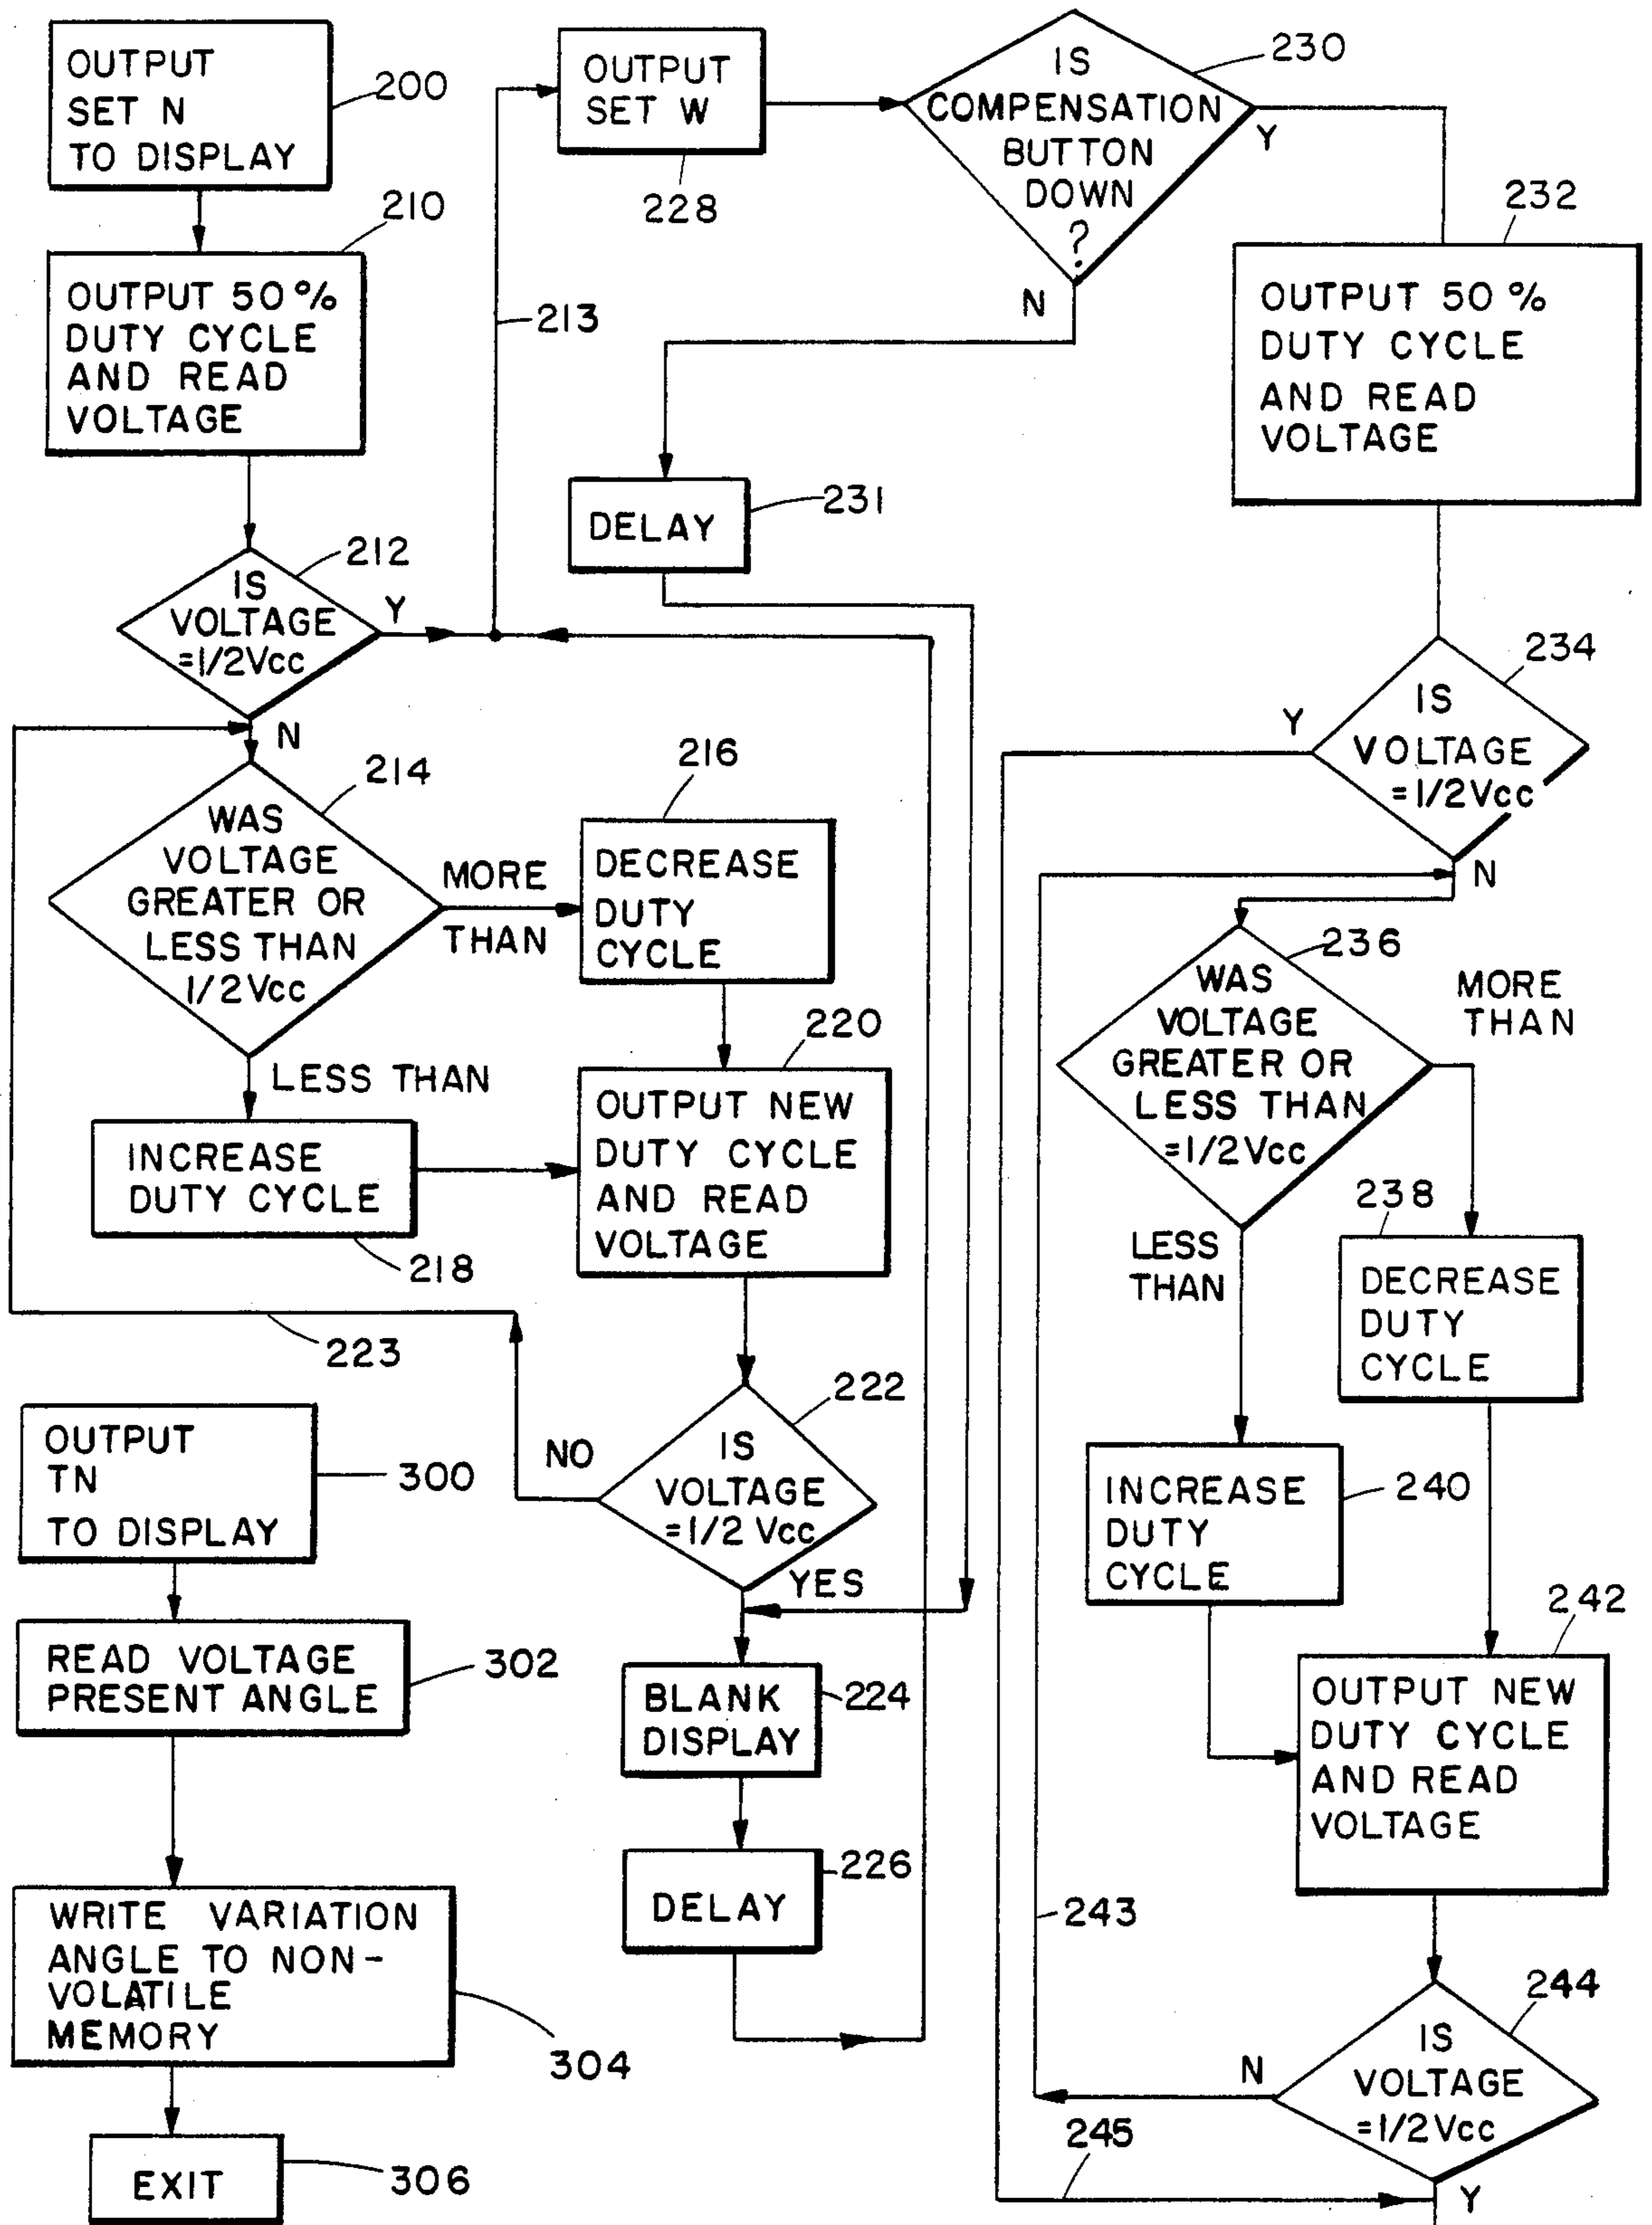 OUTPUT
SET N
TO DISPLAY
200
210
OUTPUT 50%
DUTY CYCLE
AND READ
VOLTAGE
212
IS
VOLTAGE
=1/2Vcc
Y
N
213
214
WAS
VOLTAGE
GREATER OR
LESS THAN
1/2Vcc
MORE
THAN
LESS THAN
216
DECREASE
DUTY
CYCLE
INCREASE
DUTY CYCLE
218
220
OUTPUT NEW
DUTY CYCLE
AND READ
VOLTAGE
223
222
IS
VOLTAGE
=1/2 Vcc
NO
YES
BLANK
DISPLAY
224
DELAY
226
OUTPUT
SET W
228
230
IS
COMPENSATION
BUTTON
DOWN
?
Y
N
DELAY
231
232
OUTPUT 50%
DUTY CYCLE
AND READ
VOLTAGE
234
IS
VOLTAGE
=1/2Vcc
Y
N
236
WAS
VOLTAGE
GREATER OR
LESS THAN
=1/2Vcc
MORE
THAN
LESS
THAN
238
DECREASE
DUTY
CYCLE
INCREASE
DUTY
CYCLE
240
242
OUTPUT NEW
DUTY CYCLE
AND READ
VOLTAGE
243
244
IS
VOLTAGE
=1/2Vcc
N
Y
245
OUTPUT
TN
TO DISPLAY
300
READ VOLTAGE
PRESENT ANGLE
302
WRITE VARIATION
ANGLE TO NON-
VOLATILE
MEMORY
304
EXIT
306